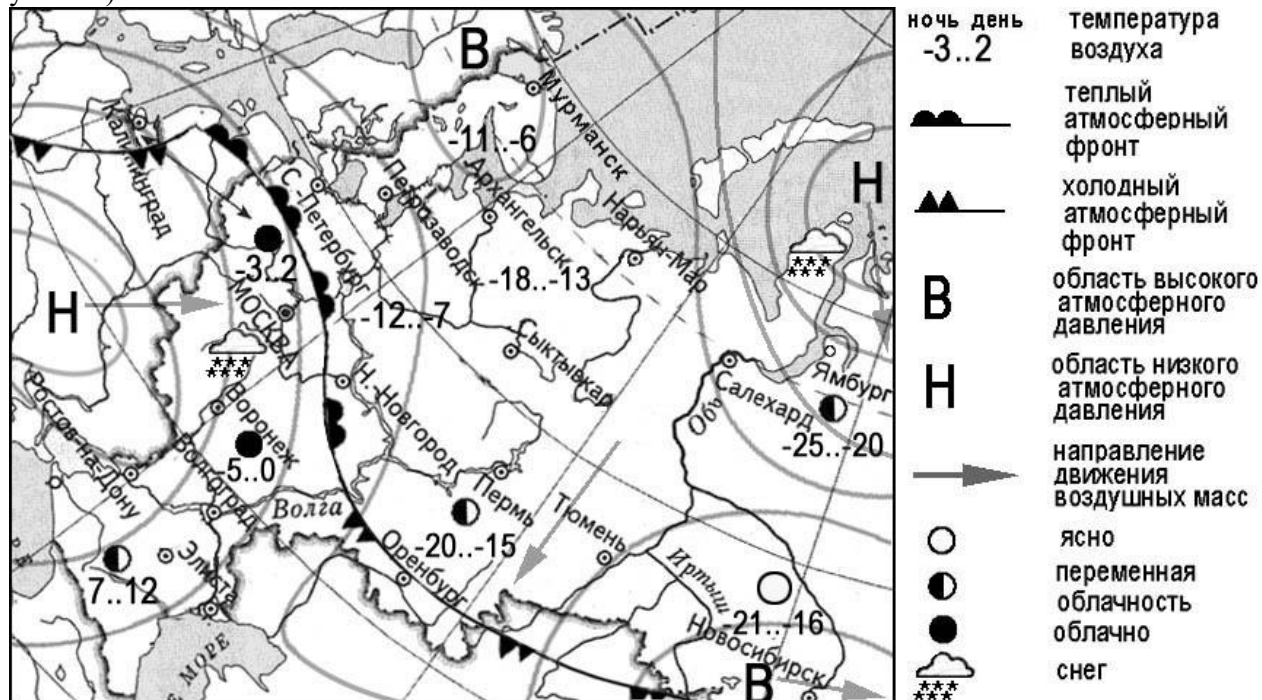 В
Н
Мурманск
Калининград
-11..-6
С-Петербург
Петрозаводск
Архангельск
Нарьян-Мар
-3..2
-18..-13
Н
МОСКВА
-12..-7
Сыктывкар
Ямбург
Салехард
Обь
-25..-20
Ростов-на-Дону
Воронеж
Н. Новгород
Волгоград
5..0
Волга
Пермь
Тюмень
Элиста
Оренбург
-20..-15
7..12
Иртыш
-21..-16
Новосибирск
МОРЕ
В
ночь день
-3..2
температура
воздуха
теплый
атмосферный
фронт
холодный
атмосферный
фронт
В
область высокого
атмосферного
давления
Н
область низкого
атмосферного
давления
направление
движения
воздушных масс
ясно
переменная
облачность
облачно
снег